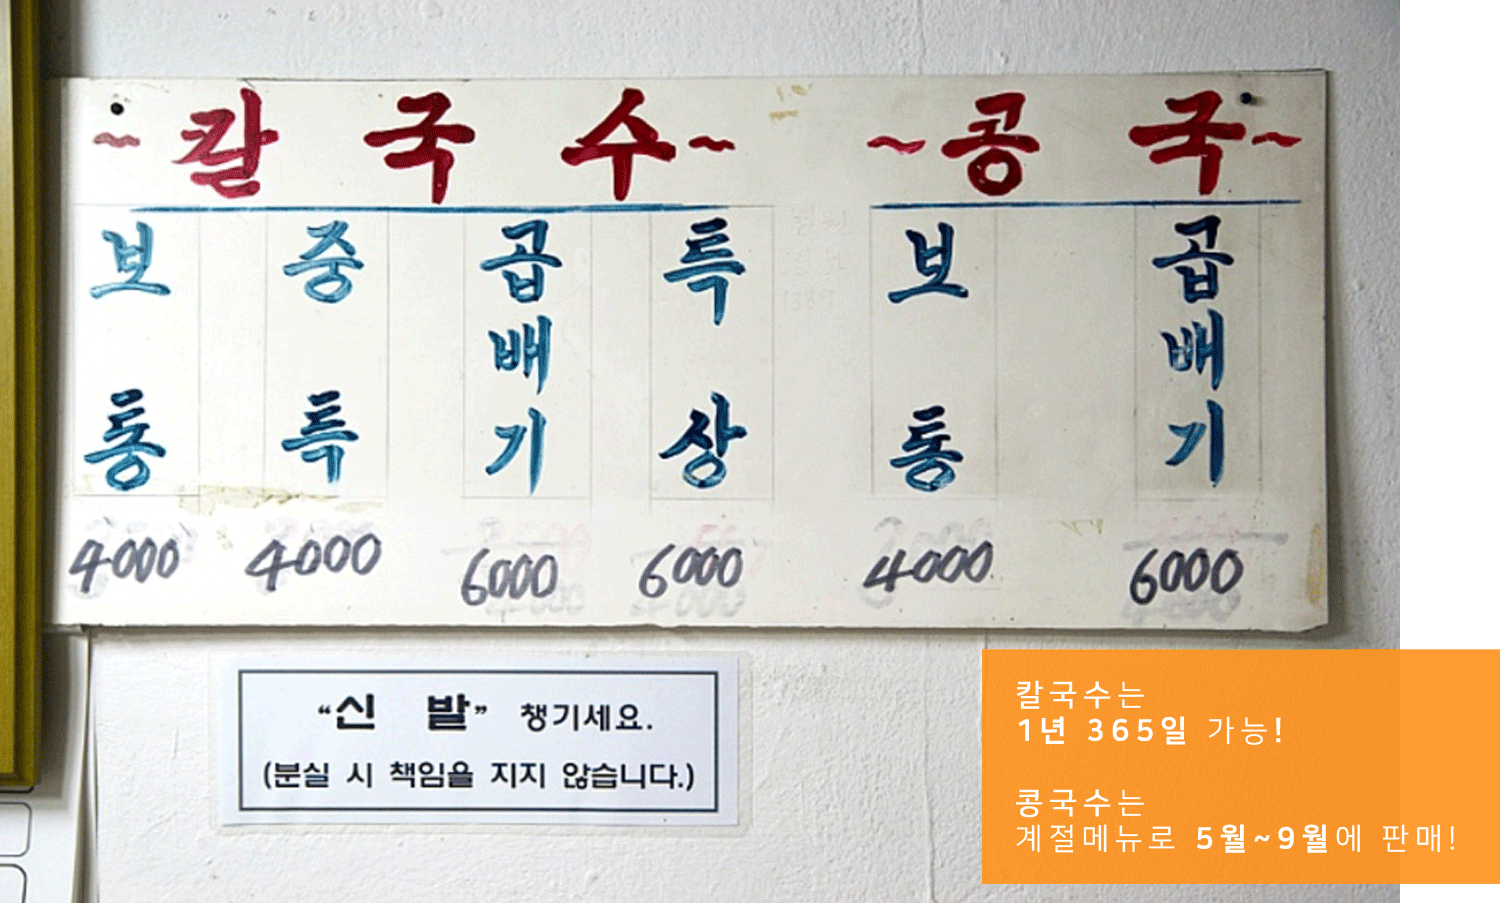 ~칼국수~ ~콩국~
보통 중특 곱배기 특상 보통 곱배기
4000 4000 6000 6000 4000 6000
“신 발” 챙기세요.
(분실 시 책임을 지지 않습니다.)
칼국수는
1년 365일 가능!
콩국수는
계절메뉴로 5월~9월에 판매!